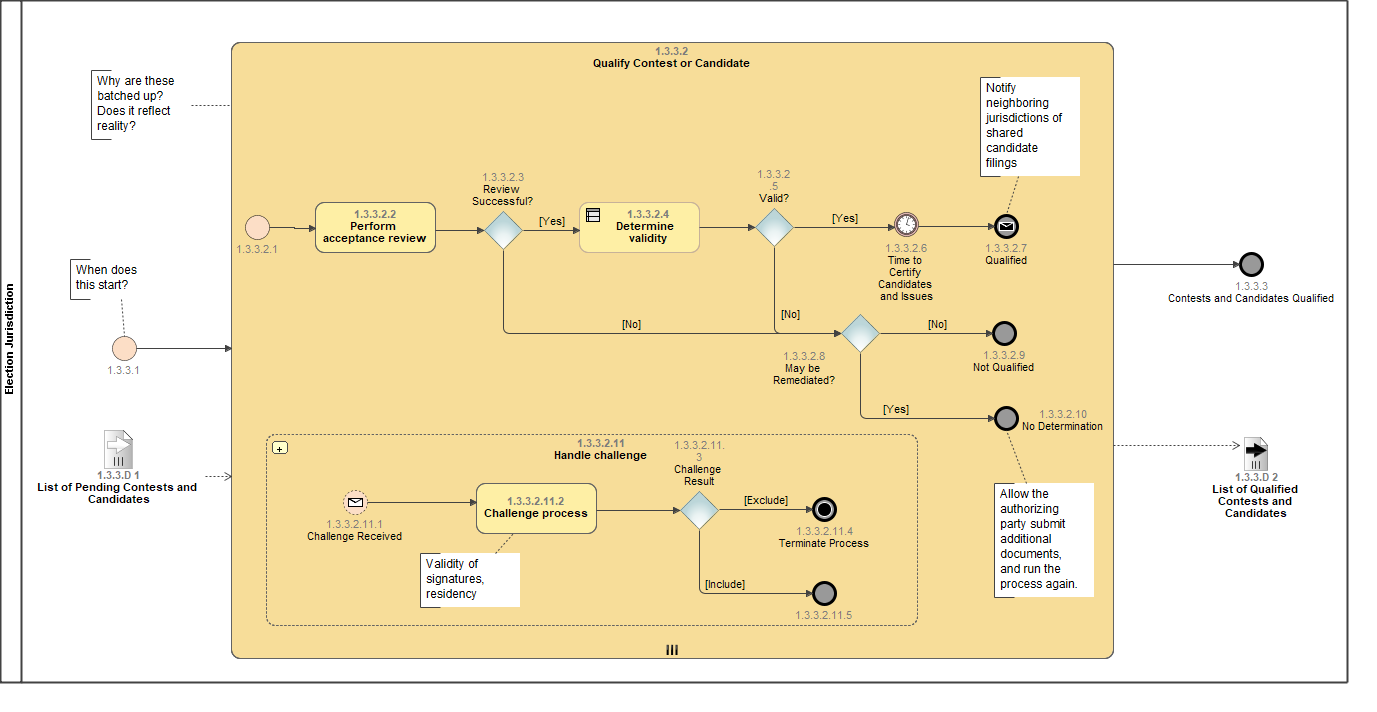 Election Jurisdiction
1.3.3.2
Qualify Contest or Candidate
Why are these
batched up?
Does it reflect
reality?
Notify
neighboring
jurisdictions of
shared
candidate
filings
1.3.3.2.1
1.3.3.2.2
Perform
acceptance review
1.3.3.2.3
Review
Successful?
[Yes]
1.3.3.2.4
Determine
validity
1.3.3.2
.5
Valid?
[Yes]
1.3.3.2.6
Time to
Certify
Candidates
and Issues
1.3.3.2.7
Qualified
When does
this start?
1.3.3.1
1.3.3.3
Contests and Candidates Qualified
[No]
[No]
1.3.3.2.8
May be
Remediated?
[No]
1.3.3.2.9
Not Qualified
[Yes]
1.3.3.2.10
No Determination
1.3.3.D 1
List of Pending Contests and
Candidates
1.3.3.2.11
Handle challenge
1.3.3.2.11.1
Challenge Received
1.3.3.2.11.2
Challenge process
1.3.3.2.11.
3
Challenge
Result
[Exclude]
1.3.3.2.11.4
Terminate Process
[Include]
1.3.3.2.11.5
Validity of
signatures,
residency
Allow the
authorizing
party submit
additional
documents,
and run the
process again.
1.3.3.D 2
List of Qualified
Contests and
Candidates